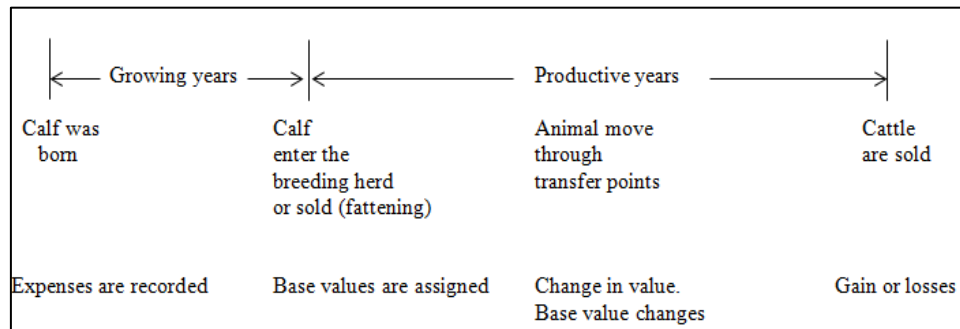 Growing years
Productive years
Calf was
born
Calf
enter the
breeding herd
or sold (fattening)
Animal move
through
transfer points
Cattle
are sold
Expenses are recorded
Base values are assigned
Change in value.
Base value changes
Gain or losses